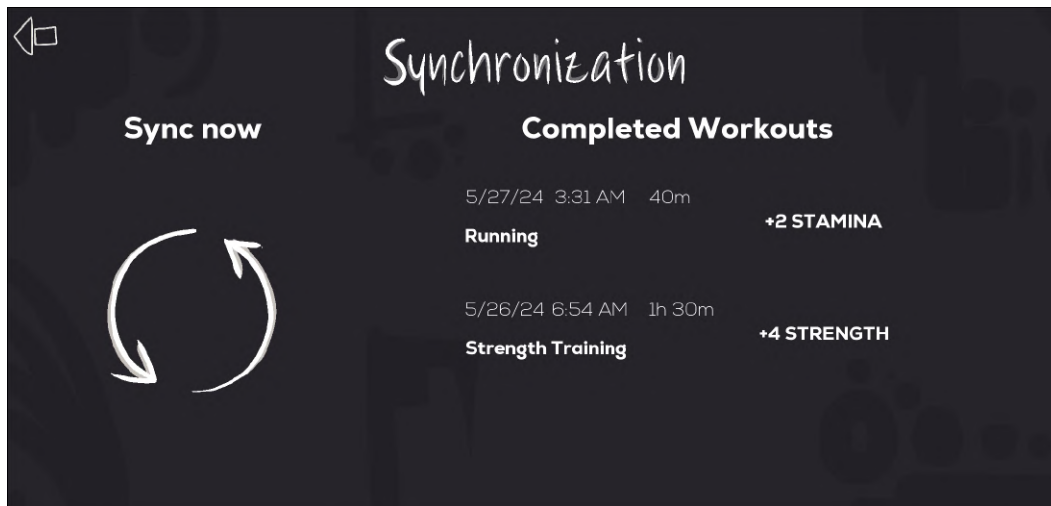 Synchronization
Sync now
Completed Workouts
5/27/24 3:31 AM 40m
Running
+2 STAMINA
5/26/24 6:54 AM 1h 30m
Strength Training
+4 STRENGTH